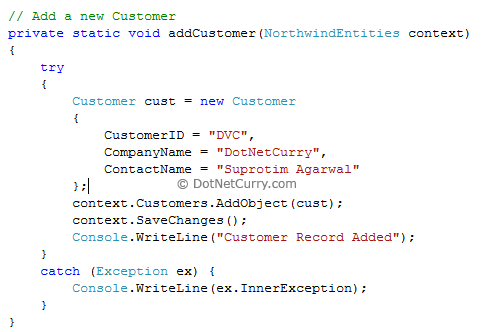 // Add a new Customer
private static void addCustomer(NorthwindEntities context)
{
    try
    {
        Customer cust = new Customer
        {
            CustomerID = "DVC",
            CompanyName = "DotNetCurry",
            ContactName = "Suprotim Agarwal"
        };
© DotNetCurry.com
        context.Customers.AddObject(cust);
        context.SaveChanges();
        Console.WriteLine("Customer Record Added");
    }
    catch (Exception ex) {
        Console.WriteLine(ex.InnerException);
    }
}